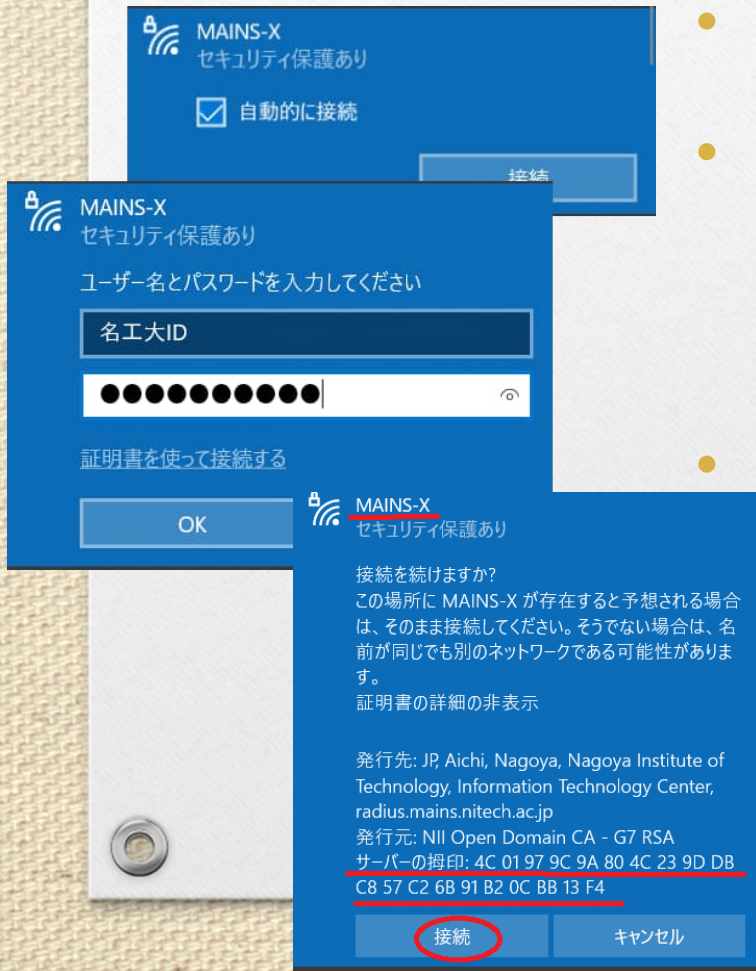 MAINS-X
セキュリティ保護あり
自動的に接続
接続
MAINS-X
セキュリティ保護あり
ユーザー名とパスワードを入力してください
名工大ID
●●●●●●●●●●
証明書を使って接続する
OK
MAINS-X
セキュリティ保護あり
接続を続けますか?
この場所に MAINS-X が存在すると予想される場合
は、そのまま接続してください。そうでない場合は、名
前が同じでも別のネットワークである可能性がありま
す。
証明書の詳細の非表示
発行先: JP, Aichi, Nagoya, Nagoya Institute of
Technology, Information Technology Center,
radius.mains.nitech.ac.jp
発行元: NII Open Domain CA - G7 RSA
サーバーの拇印: 4C 01 97 9C 9A 80 4C 23 9D DB
C8 57 C2 6B 91 B2 0C BB 13 F4
接続
キャンセル